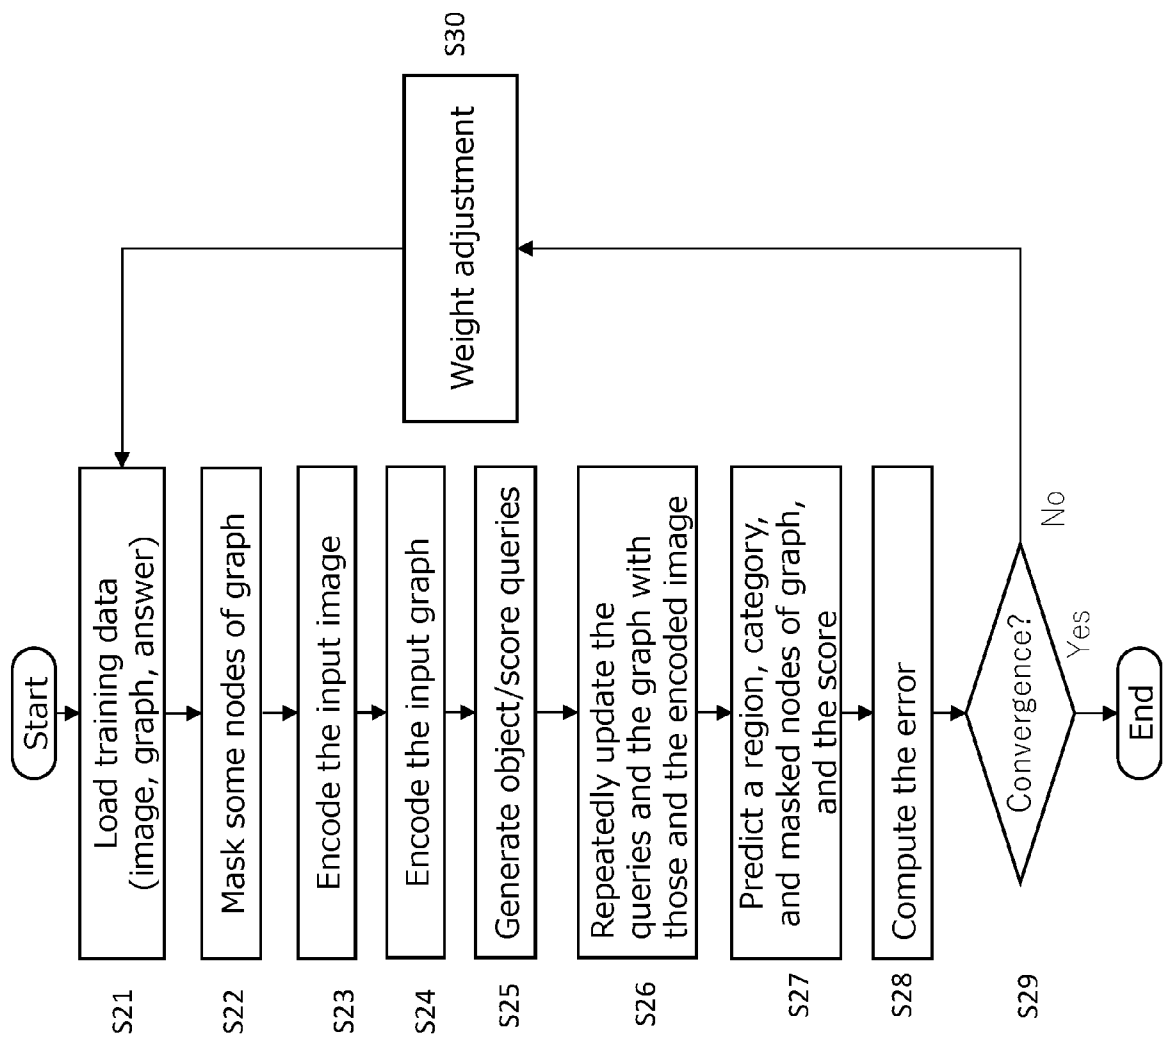 Start
S21
Load training data
(image, graph, answer)
S22
Mask some nodes of graph
S23
Encode the input image
S24
Encode the input graph
S25
Generate object/score queries
S26
Repeatedly update the
queries and the graph with
those and the encoded image
S27
Predict a region, category,
and masked nodes of graph,
and the score
S28
Compute the error
S29
Convergence?
No
Yes
End
S30
Weight adjustment